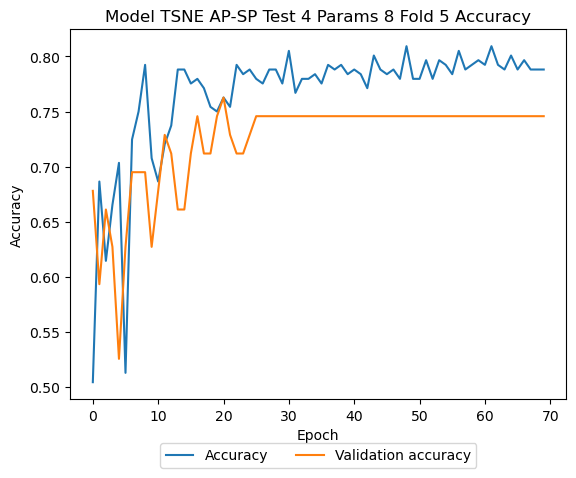 Model TSNE AP-SP Test 4 Params 8 Fold 5 Accuracy
0.80
0.75
0.70
0.65
0.60
0.55
0.50
Accuracy
0 10 20 30 40 50 60 70
Epoch
Accuracy Validation accuracy